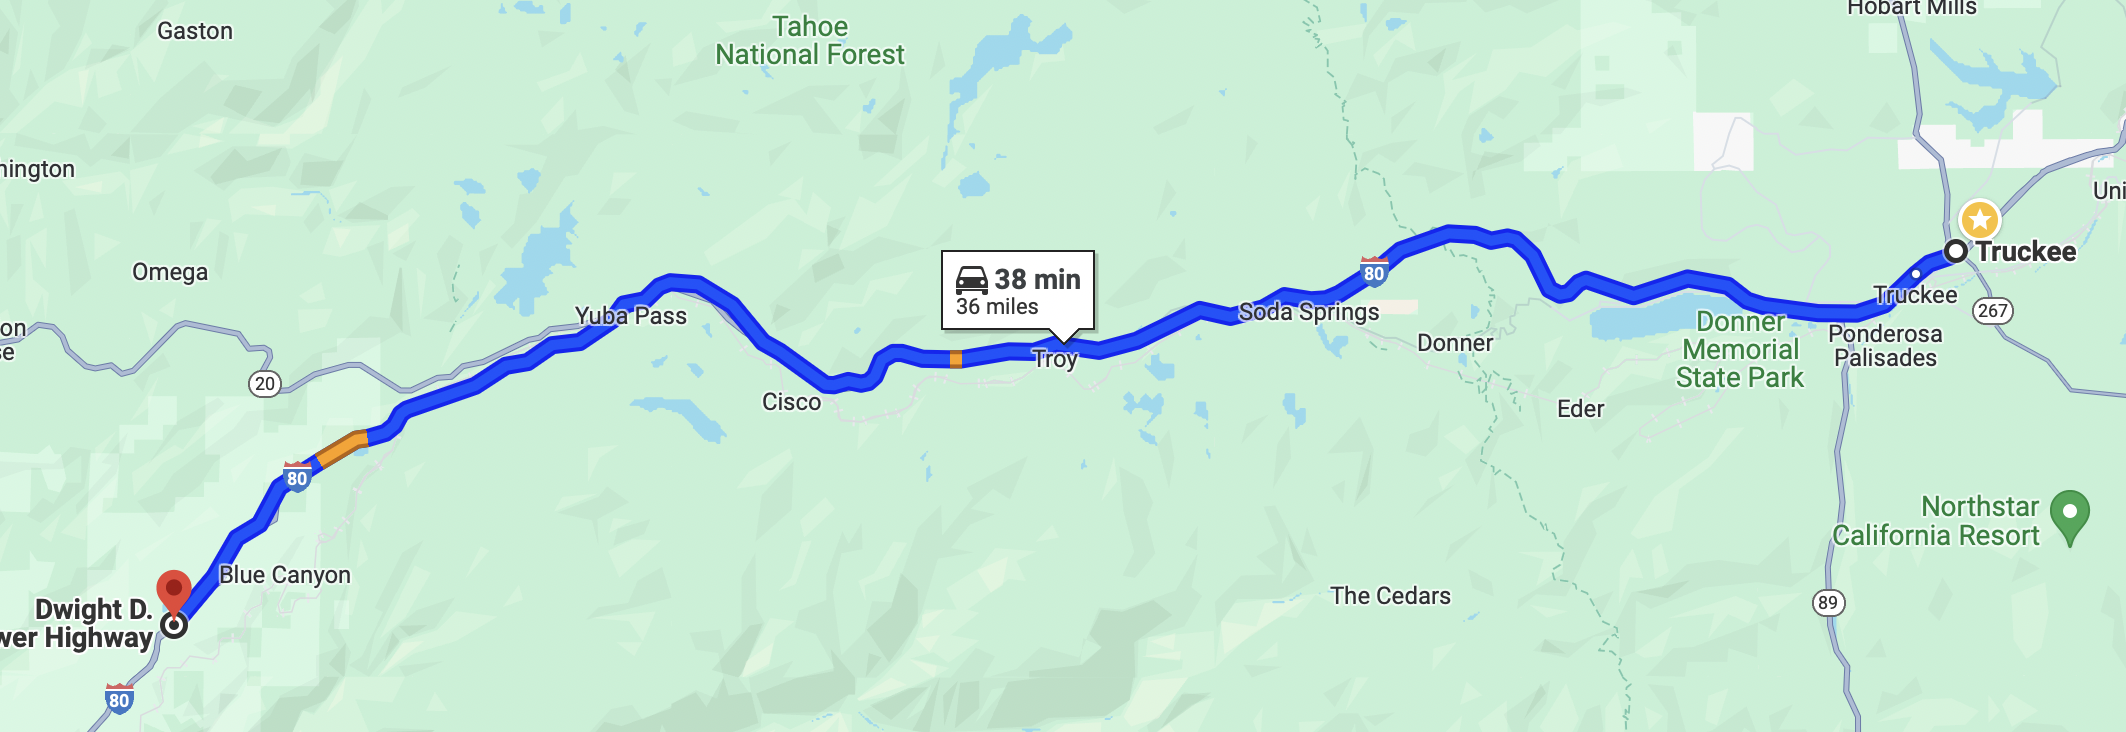 Hobart Mills
Gaston
Tahoe
National Forest
nington
Uni
Omega
Truckee
38 min
36 miles
80
Yuba Pass
Soda Springs
Truckee
267
on
se
Donner
Donner
Memorial
State Park
Ponderosa
Palisades
Troy
20
Cisco
Eder
80
Northstar
California Resort
Blue Canyon
The Cedars
89
Dwight D.
wer Highway
80